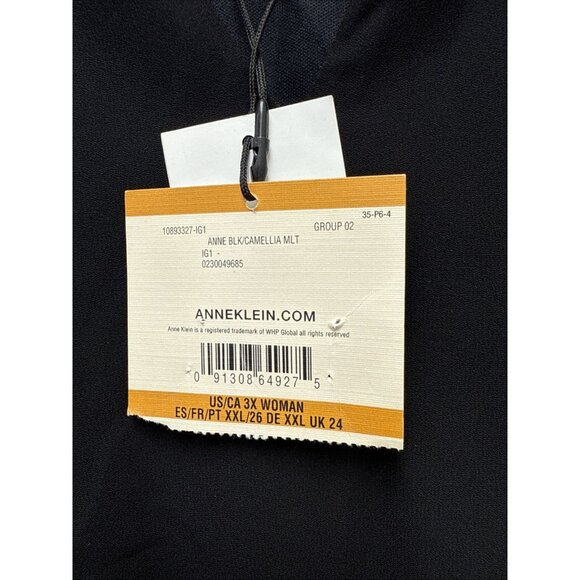 35-P6-4
10893327-IG1 GROUP 02
ANNE BLK/CAMELLIA MLT
IG1 -
0230049685
ANNEKLEIN.COM
Anne Klein is a registered trademark of WHP Global all rights reserved
0 91308 64927 5
US/CA 3X WOMAN
ES/FR/PT XXL/26 DE XXL UK 24